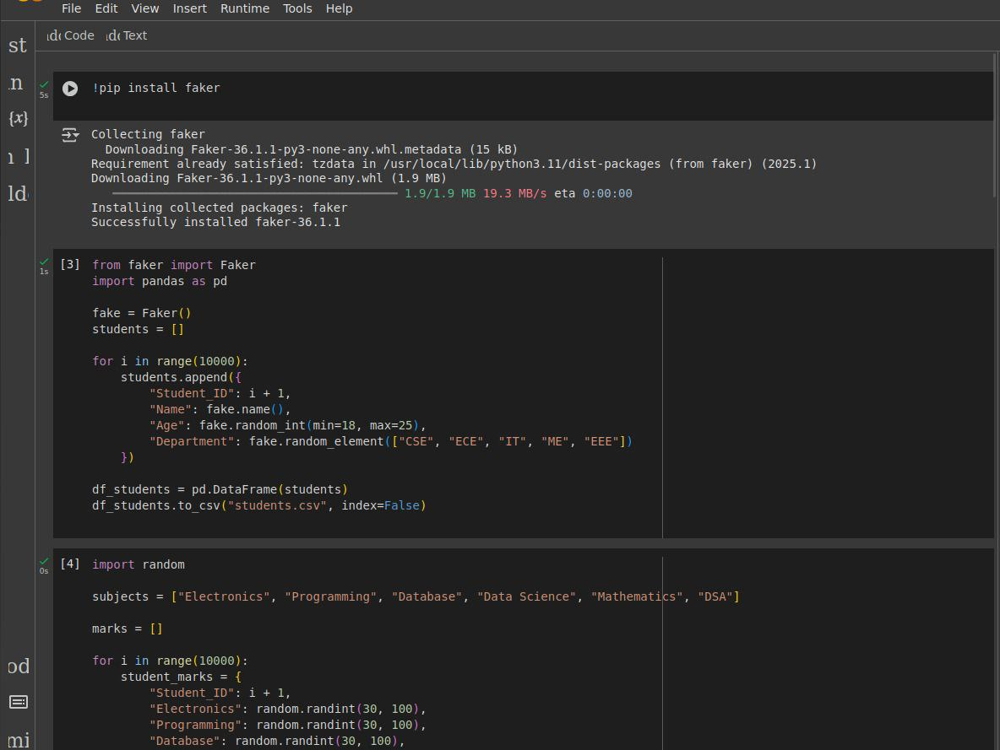 File Edit View Insert Runtime Tools Help
Code Text
5s
!pip install faker
{x}
Collecting faker
  Downloading Faker-36.1.1-py3-none-any.whl.metadata (15 kB)
Requirement already satisfied: tzdata in /usr/local/lib/python3.11/dist-packages (from faker) (2025.1)
Downloading Faker-36.1.1-py3-none-any.whl (1.9 MB)
1.9/1.9 MB 19.3 MB/s eta 0:00:00
Installing collected packages: faker
Successfully installed faker-36.1.1
1s
[3] from faker import Faker
import pandas as pd
fake = Faker()
students = []
for i in range(10000):
    students.append({
        "Student_ID": i + 1,
        "Name": fake.name(),
        "Age": fake.random_int(min=18, max=25),
        "Department": fake.random_element(["CSE", "ECE", "IT", "ME", "EEE"])
    })
df_students = pd.DataFrame(students)
df_students.to_csv("students.csv", index=False)
0s
[4] import random
subjects = ["Electronics", "Programming", "Database", "Data Science", "Mathematics", "DSA"]
marks = []
for i in range(10000):
    student_marks = {
        "Student_ID": i + 1,
        "Electronics": random.randint(30, 100),
        "Programming": random.randint(30, 100),
        "Database": random.randint(30, 100),